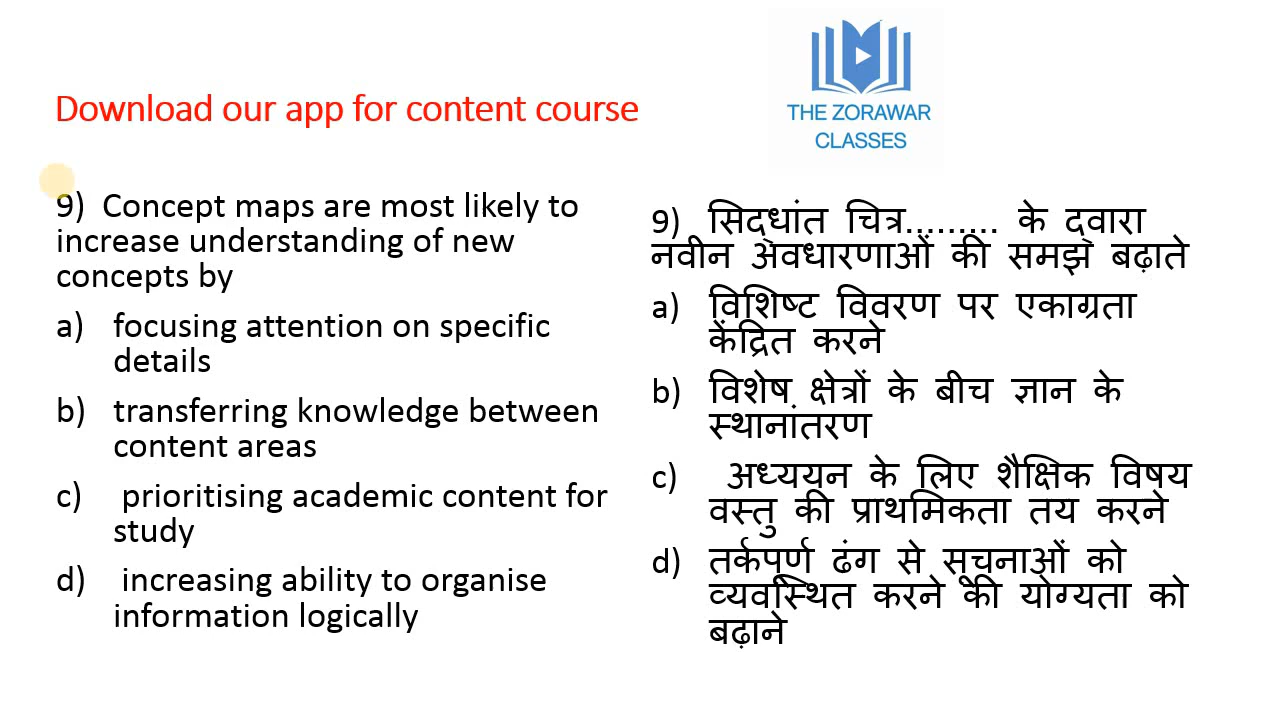 THE ZORAWAR
CLASSES
Download our app for content course
9) Concept maps are most likely to
increase understanding of new
concepts by
a) focusing attention on specific
details
b) transferring knowledge between
content areas
c) prioritising academic content for
study
d) increasing ability to organise
information logically
9) सिद्धांत चित्र......... के द्वारा
नवीन अवधारणाओं की समझ बढ़ाते
a) विशिष्ट विवरण पर एकाग्रता
केंद्रित करने
b) विशेष क्षेत्रों के बीच ज्ञान के
स्थानांतरण
c) अध्ययन के लिए शैक्षिक विषय
वस्तु की प्राथमिकता तय करने
d) तर्कपूर्ण ढंग से सूचनाओं को
व्यवस्थित करने की योग्यता को
बढ़ाने